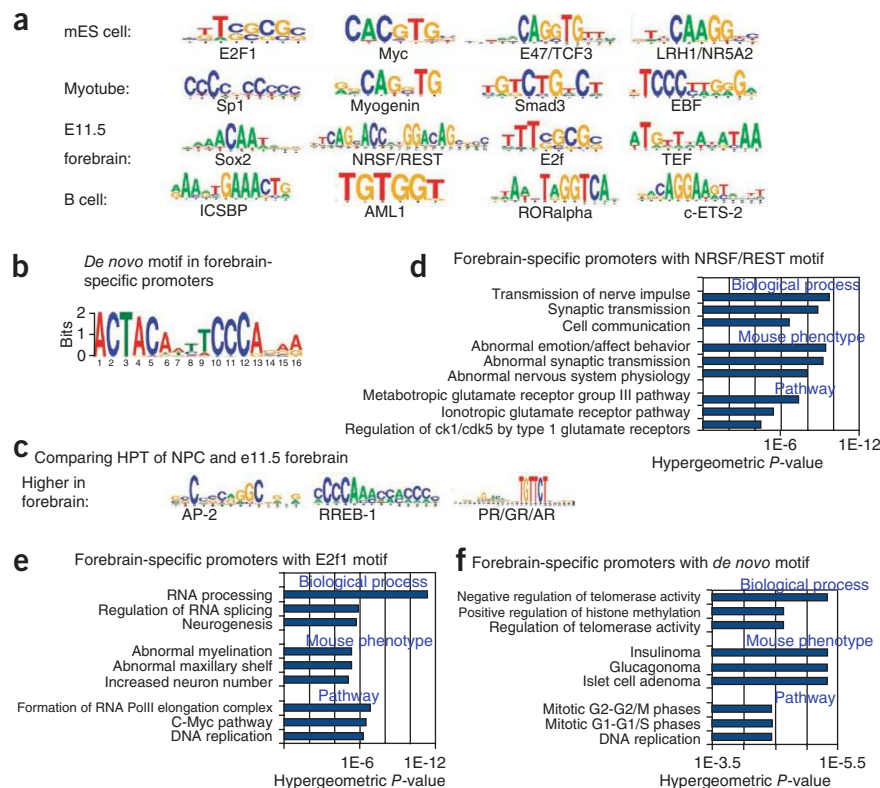 a
mES cell:
E2F1
Myc
E47/TCF3
LRH1/NR5A2
Myotube:
Sp1
Myogenin
Smad3
EBF
E11.5
forebrain:
Sox2
NRSF/REST
E2f
TEF
B cell:
ICSBP
AML1
RORalpha
c-ETS-2
b
De novo motif in forebrain-
specific promoters
2
1
0
Bits
ACTACA TCCCA AA
1 2 3 4 5 6 7 8 9 10 11 12 13 14 15 16
c
Comparing HPT of NPC and e11.5 forebrain
Higher in
forebrain:
AP-2
RREB-1
PR/GR/AR
d
Forebrain-specific promoters with NRSF/REST motif
Biological process
Transmission of nerve impulse
Synaptic transmission
Cell communication
Mouse phenotype
Abnormal emotion/affect behavior
Abnormal synaptic transmission
Abnormal nervous system physiology
Pathway
Metabotropic glutamate receptor group III pathway
Ionotropic glutamate receptor pathway
Regulation of ck1/cdk5 by type 1 glutamate receptors
1E-6
1E-12
Hypergeometric P-value
e
Forebrain-specific promoters with E2f1 motif
Biological process
RNA processing
Regulation of RNA splicing
Neurogenesis
Mouse phenotype
Abnormal myelination
Abnormal maxillary shelf
Increased neuron number
Pathway
Formation of RNA PolII elongation complex
C-Myc pathway
DNA replication
1E-6
1E-12
Hypergeometric P-value
f
Forebrain-specific promoters with de novo motif
Biological process
Negative regulation of telomerase activity
Positive regulation of histone methylation
Regulation of telomerase activity
Mouse phenotype
Insulinoma
Glucagonoma
Islet cell adenoma
Pathway
Mitotic G2-G2/M phases
Mitotic G1-G1/S phases
DNA replication
1E-3.5
1E-5.5
Hypergeometric P-value